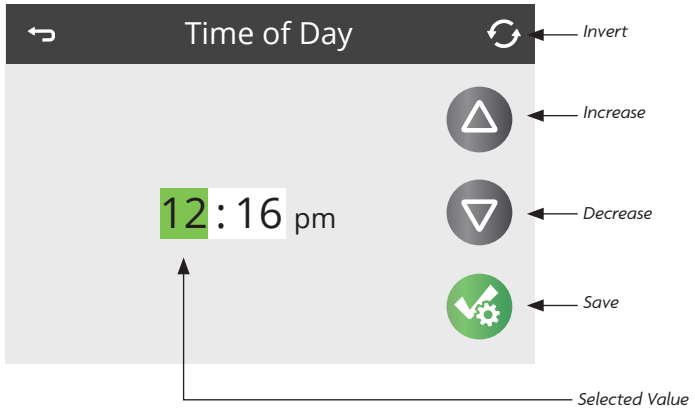 Time of Day
Invert
Increase
12 : 16 pm
Decrease
Save
Selected Value